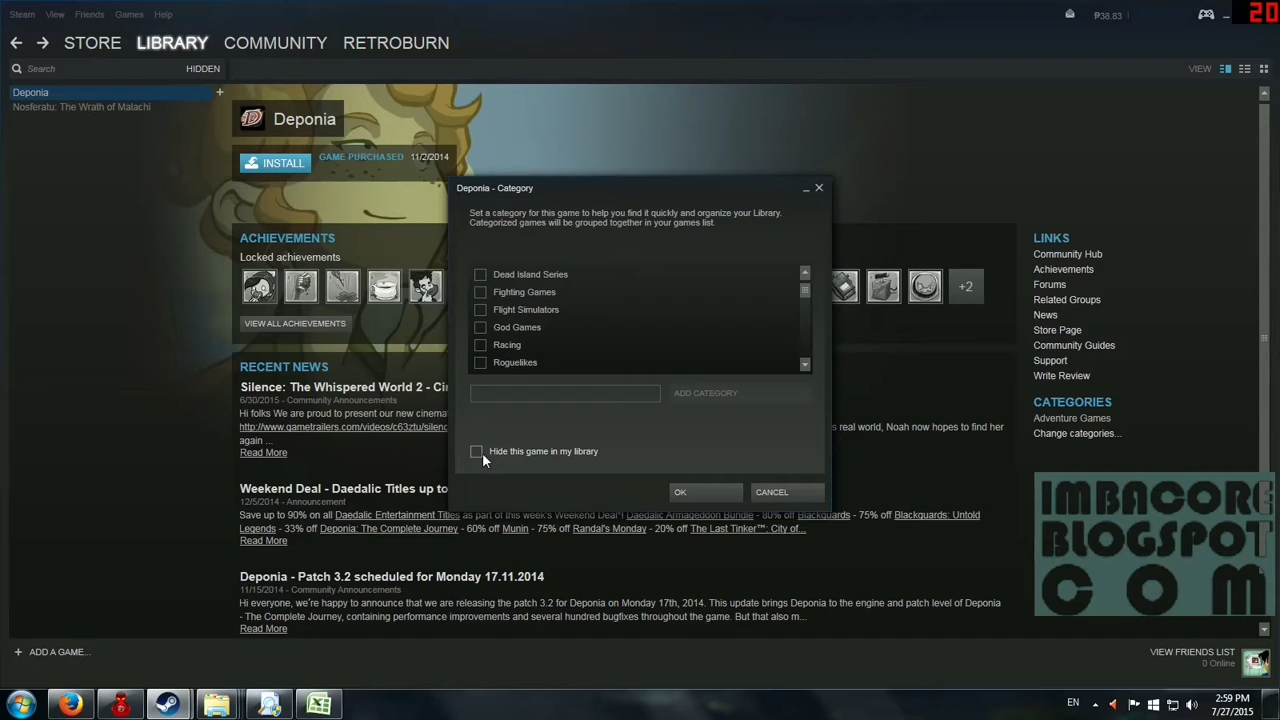 Steam View Friends Games Help
₱38.83
20
STORE LIBRARY COMMUNITY RETROBURN
Search HIDDEN
VIEW
Deponia
Nosferatu: The Wrath of Malachi
Deponia
INSTALL GAME PURCHASED 11/2/2014
Deponia - Category
Set a category for this game to help you find it quickly and organize your Library.
Categorized games will be grouped together in your games list.
Dead Island Series
Fighting Games
Flight Simulators
God Games
Racing
Roguelikes
ADD CATEGORY
Hide this game in my library
OK CANCEL
ACHIEVEMENTS
Locked achievements
+2
VIEW ALL ACHIEVEMENTS
RECENT NEWS
Silence: The Whispered World 2 - Ci
6/30/2015 - Community Announcements
Hi folks We are proud to present our new cinema
real world, Noah now hopes to find her
http://www.gametrailers.com/videos/c63ztu/silenc
again ...
Read More
Weekend Deal - Daedalic Titles up to
12/5/2014 - Announcement
Save up to 90% on all Daedalic Entertainment Titles as part of this week's Weekend Deal*! Daedalic Armageddon Bundle - 80% Blackguards - 75% off Blackguards: Untold
Legends - 33% off Deponia: The Complete Journey - 60% off Munin - 75% off Randal's Monday - 20% off The Last Tinker™: City of...
Read More
Deponia - Patch 3.2 scheduled for Monday 17.11.2014
11/15/2014 - Community Announcements
Hi everyone, we're happy to announce that we are releasing the patch 3.2 for Deponia on Monday 17th, 2014. This update brings Deponia to the engine and patch level of Deponia
- The Complete Journey, containing performance improvements and several hundred bugfixes throughout the game. But that also m...
Read More
LINKS
Community Hub
Achievements
Forums
Related Groups
News
Store Page
Community Guides
Support
Write Review
CATEGORIES
Adventure Games
Change categories...
IMBACORE
BLOGSPOT
COM
+ ADD A GAME...
VIEW FRIENDS LIST
0 Online
EN
2:59 PM
7/27/2015